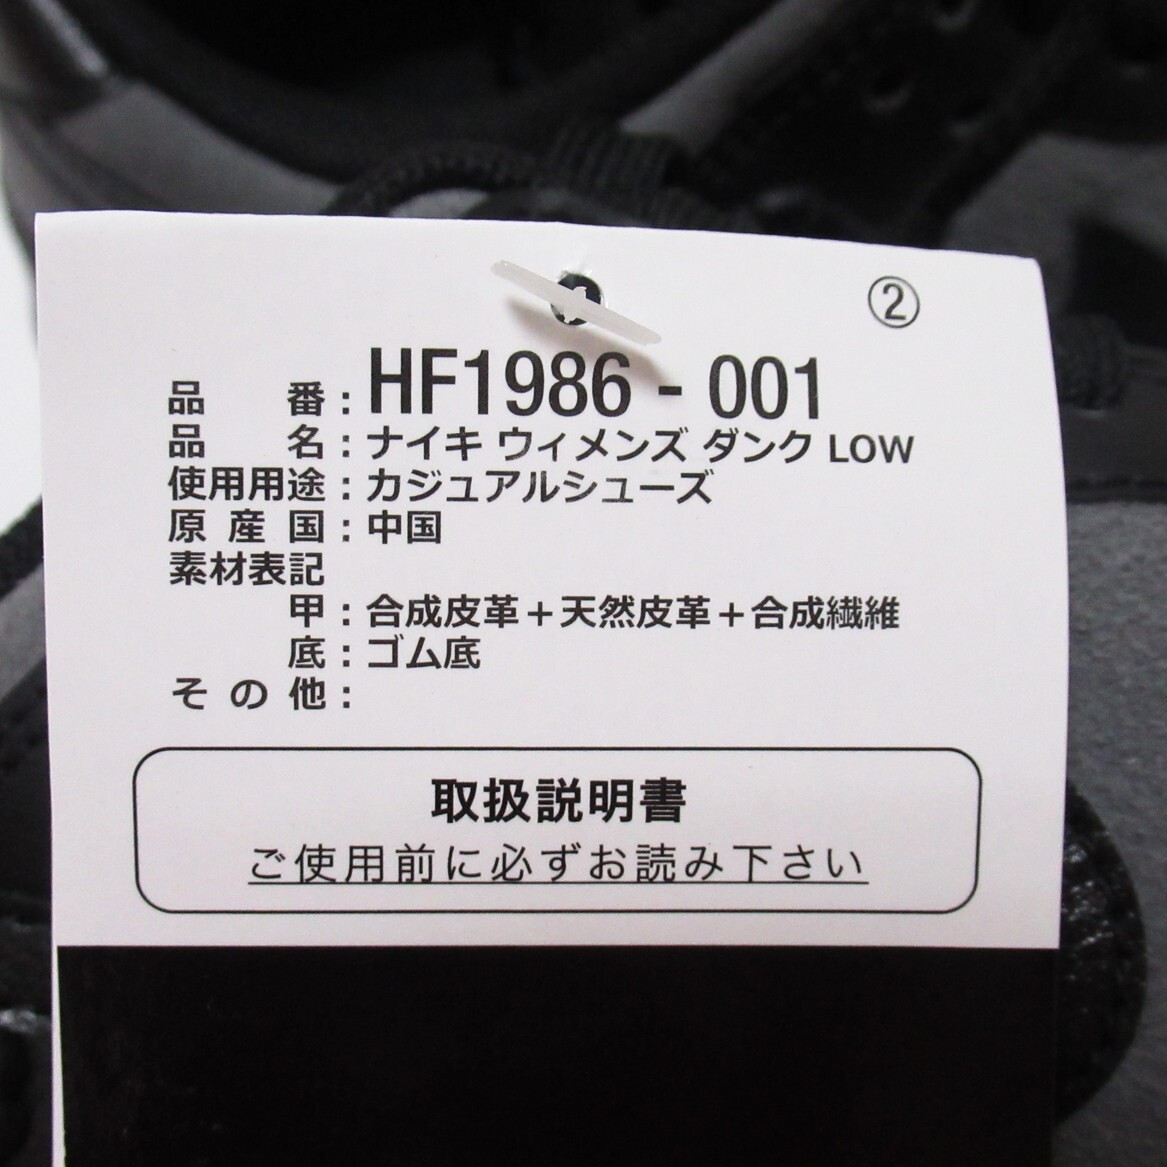 ②
品番:HF1986-001
品名:ナイキ ウィメンズ ダンク LOW
使用用途:カジュアルシューズ
原産国:中国
素材表記
甲:合成皮革+天然皮革+合成繊維
底:ゴム底
その他:
取扱説明書
ご使用前に必ずお読み下さい